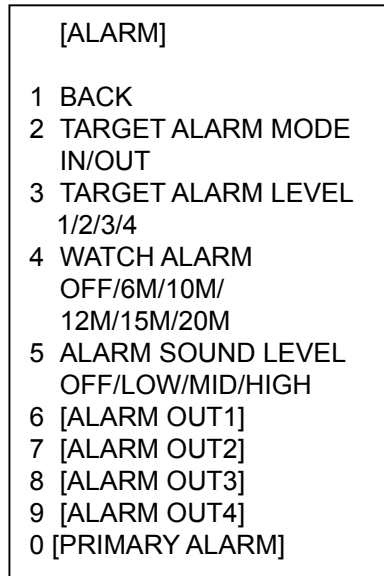 [ALARM]
1 BACK
2 TARGET ALARM MODE
IN/OUT
3 TARGET ALARM LEVEL
1/2/3/4
4 WATCH ALARM
OFF/6M/10M/
12M/15M/20M
5 ALARM SOUND LEVEL
OFF/LOW/MID/HIGH
6 [ALARM OUT1]
7 [ALARM OUT2]
8 [ALARM OUT3]
9 [ALARM OUT4]
0 [PRIMARY ALARM]